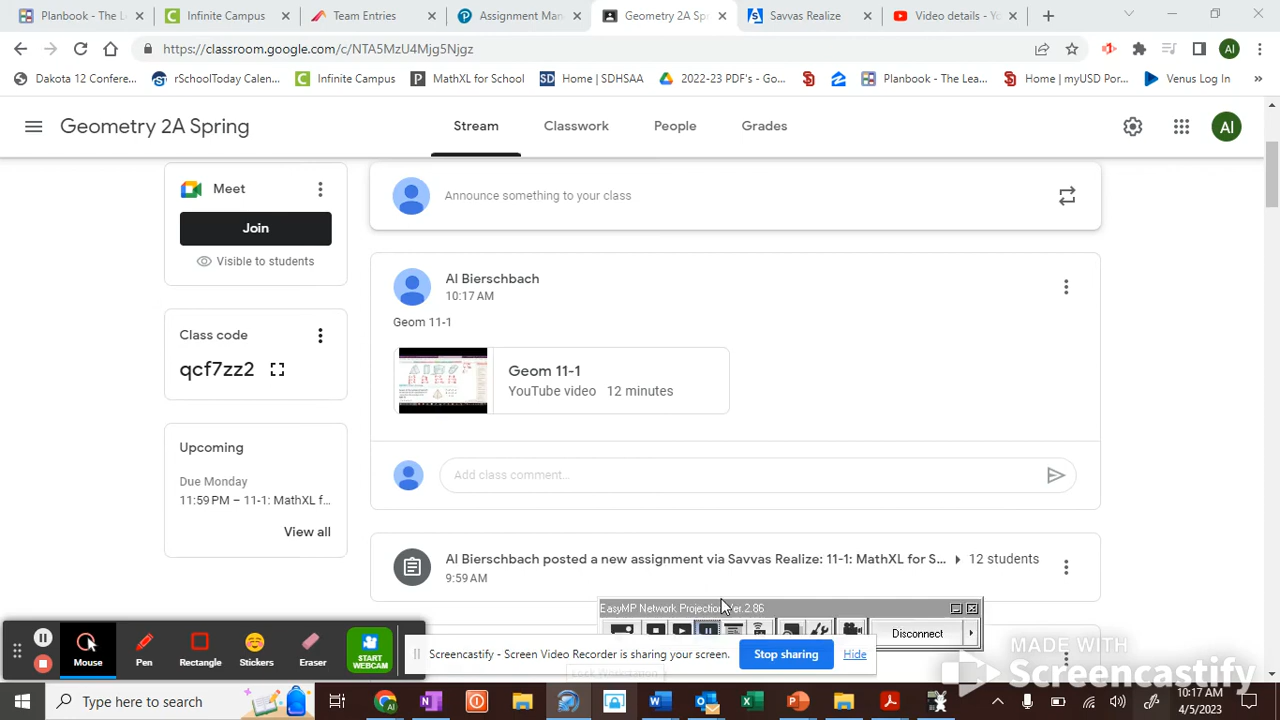 Planbook - The L
Infinite Campus
Team Entries
Assignment Man
Geometry 2A Sp
Savvas Realize
Video details - Yo
https://classroom.google.com/c/NTA5MzU4Mjg5Njgz
Al
Dakota 12 Confere...
rSchoolToday Calen...
Infinite Campus
MathXL for School
Home | SDHSAA
2022-23 PDF's - Go...
Planbook - The Lea...
Home | myUSD Por...
Venus Log In
Geometry 2A Spring
Stream
Classwork
People
Grades
Al
Meet
Join
Visible to students
Class code
qcf7zz2
Upcoming
Due Monday
11:59 PM – 11-1: MathXL f...
View all
Announce something to your class
Al Bierschbach
10:17 AM
Geom 11-1
Geom 11-1
YouTube video 12 minutes
Add class comment...
Al Bierschbach posted a new assignment via Savvas Realize: 11-1: MathXL for S...
12 students
9:59 AM
EasyMP Network Projection Ver.2.86
Disconnect
Mouse
Pen
Rectangle
Stickers
Eraser
START
WEBCAM
Screencastify - Screen Video Recorder is sharing your screen.
Stop sharing
Hide
MADE WITH
Screencastify
Type here to search
10:17 AM
4/5/2023